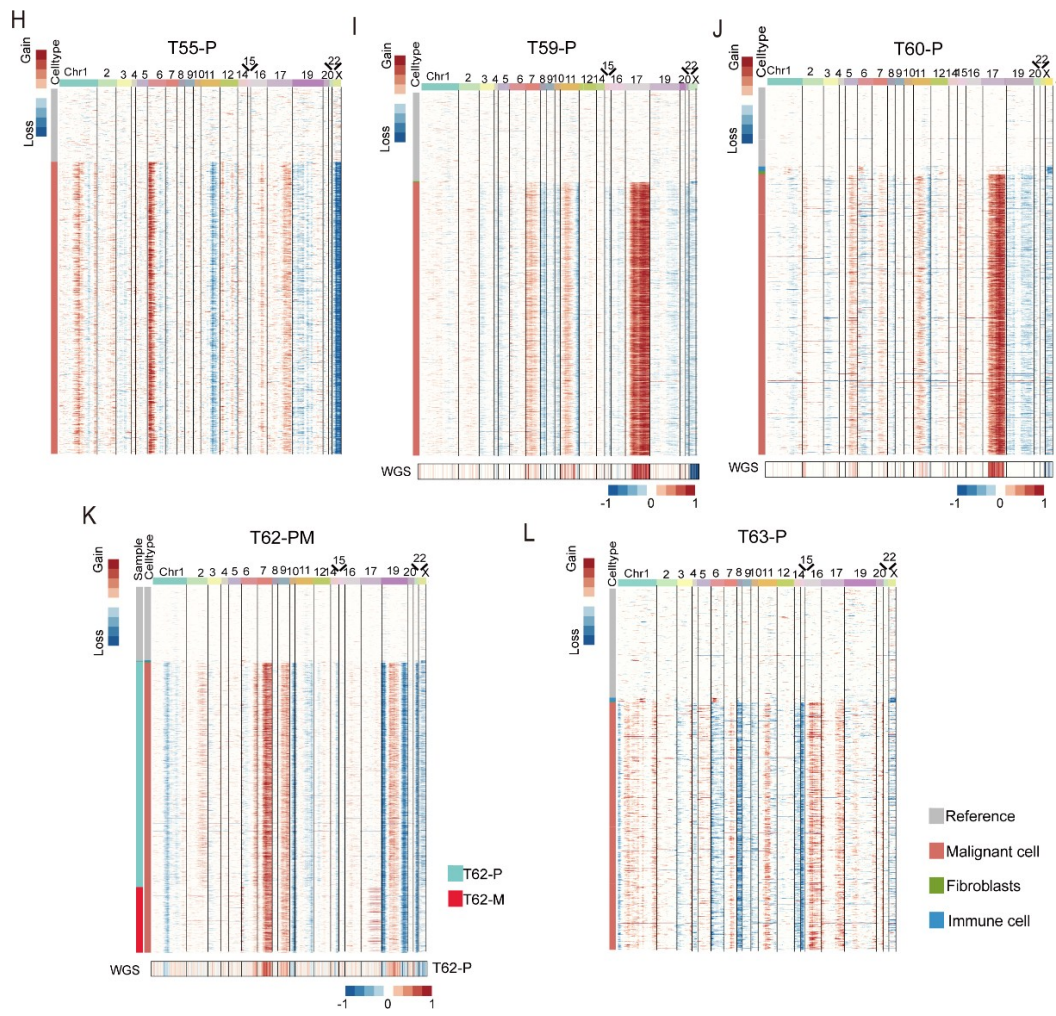 H
T55-P
Gain
Loss
Celltype
15
22
Chr1 2 3 4 5 6 7 8 9 10 11 12 14 16 17 19 20 X
I
T59-P
Gain
Loss
Celltype
15
22
Chr1 2 3 4 5 6 7 8 9 10 11 12 14 16 17 19 20 X
WGS
-1 0 1
J
T60-P
Gain
Loss
Celltype
22
Chr1 2 3 4 5 6 7 8 9 10 11 12 14 15 16 17 19 20 X
WGS
-1 0 1
K
T62-PM
Gain
Loss
Sample
Celltype
15
22
Chr1 2 3 4 5 6 7 8 9 10 11 12 14 16 17 19 20 X
T62-P
T62-M
WGS
T62-P
-1 0 1
L
T63-P
Gain
Loss
Celltype
15
22
Chr1 2 3 4 5 6 7 8 9 10 11 12 14 16 17 19 20 X
Reference
Malignant cell
Fibroblasts
Immune cell